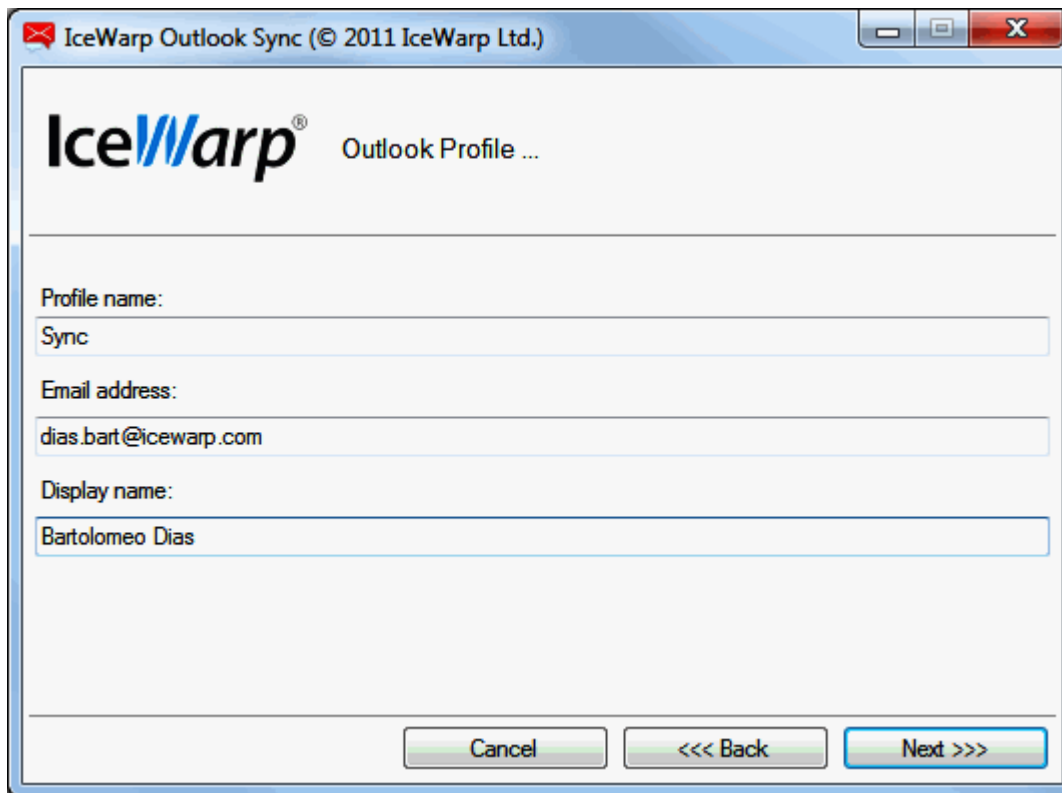 IceWarp Outlook Sync (© 2011 IceWarp Ltd.)
IceWarp® Outlook Profile ...
Profile name:
Sync
Email address:
dias.bart@icewarp.com
Display name:
Bartolomeo Dias
Cancel <<< Back Next >>>